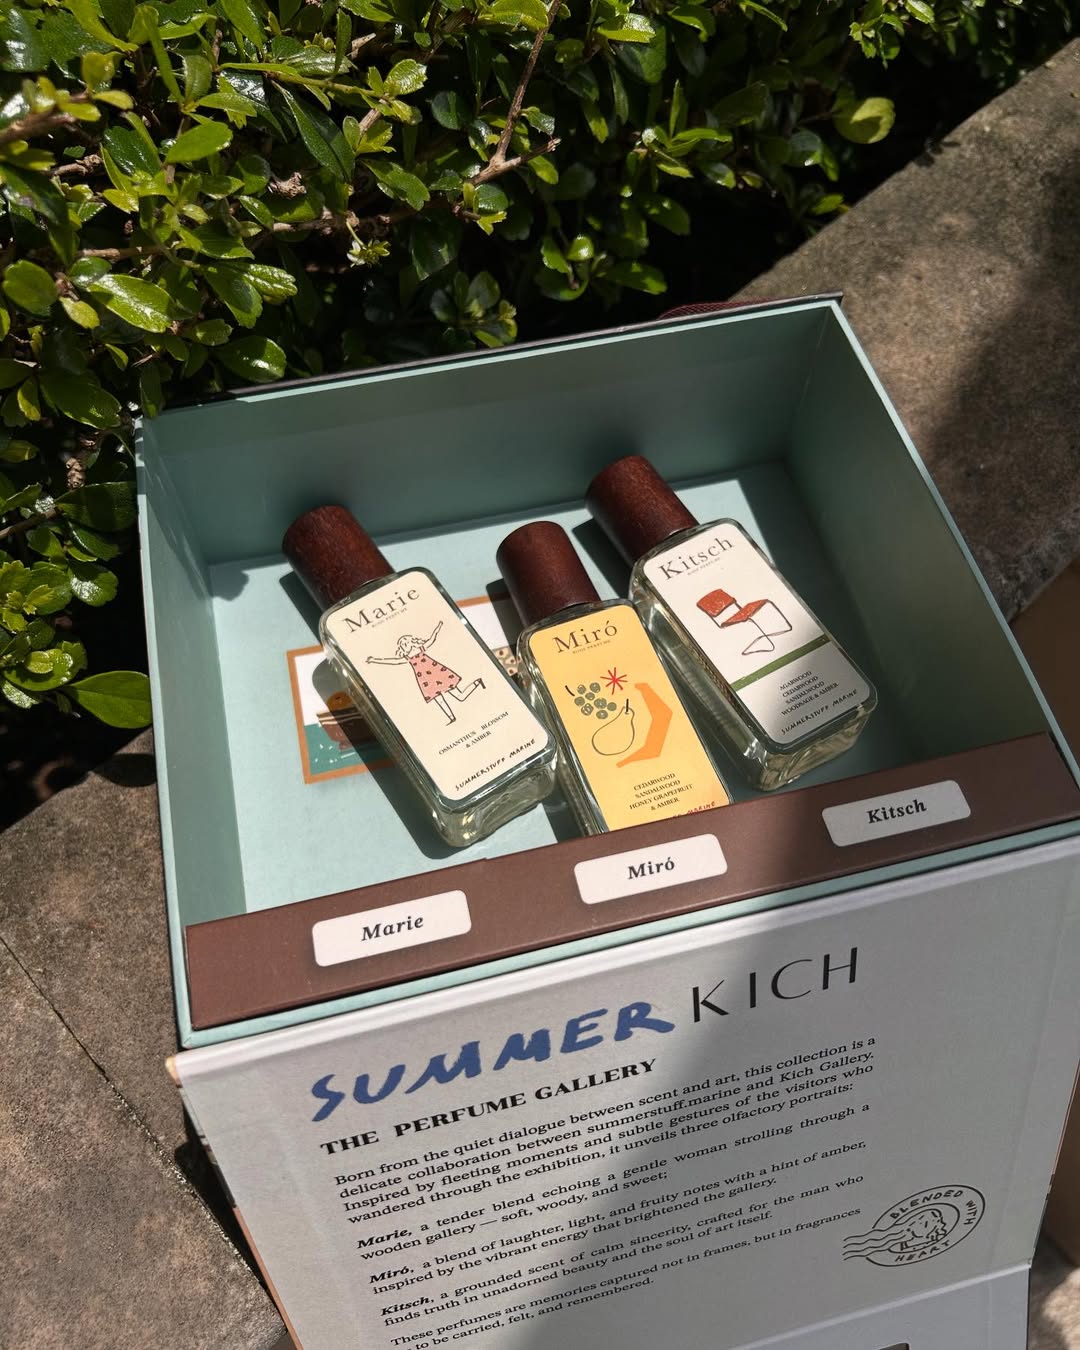 Marie
BODY PERFUME
OSMANTHUS BLOSSOM
& AMBER
SUMMERSTUFF MARINE
Miró
BODY PERFUME
CEDARWOOD
SANDALWOOD
HONEY GRAPEFRUIT
& AMBER
MARINE
Kitsch
BODY PERFUME
AGARWOOD
CEDARWOOD
SANDALWOOD
WOODSAGE & AMBER
SUMMERSTUFF MARINE
Marie
Miró
Kitsch
SUMMER KICH
THE PERFUME GALLERY
Born from the quiet dialogue between scent and art, this collection is a
delicate collaboration between summerstuff.marine and Kich Gallery.
Inspired by fleeting moments and subtle gestures of the visitors who
wandered through the exhibition, it unveils three olfactory portraits:
Marie, a tender blend echoing a gentle woman strolling through a
wooden gallery — soft, woody, and sweet;
Miró, a blend of laughter, light, and fruity notes with a hint of amber,
inspired by the vibrant energy that brightened the gallery.
Kitsch, a grounded scent of calm sincerity, crafted for the man who
finds truth in unadorned beauty and the soul of art itself.
These perfumes are memories captured not in frames, but in fragrances
to be carried, felt, and remembered.
BLENDED WITH
HEART